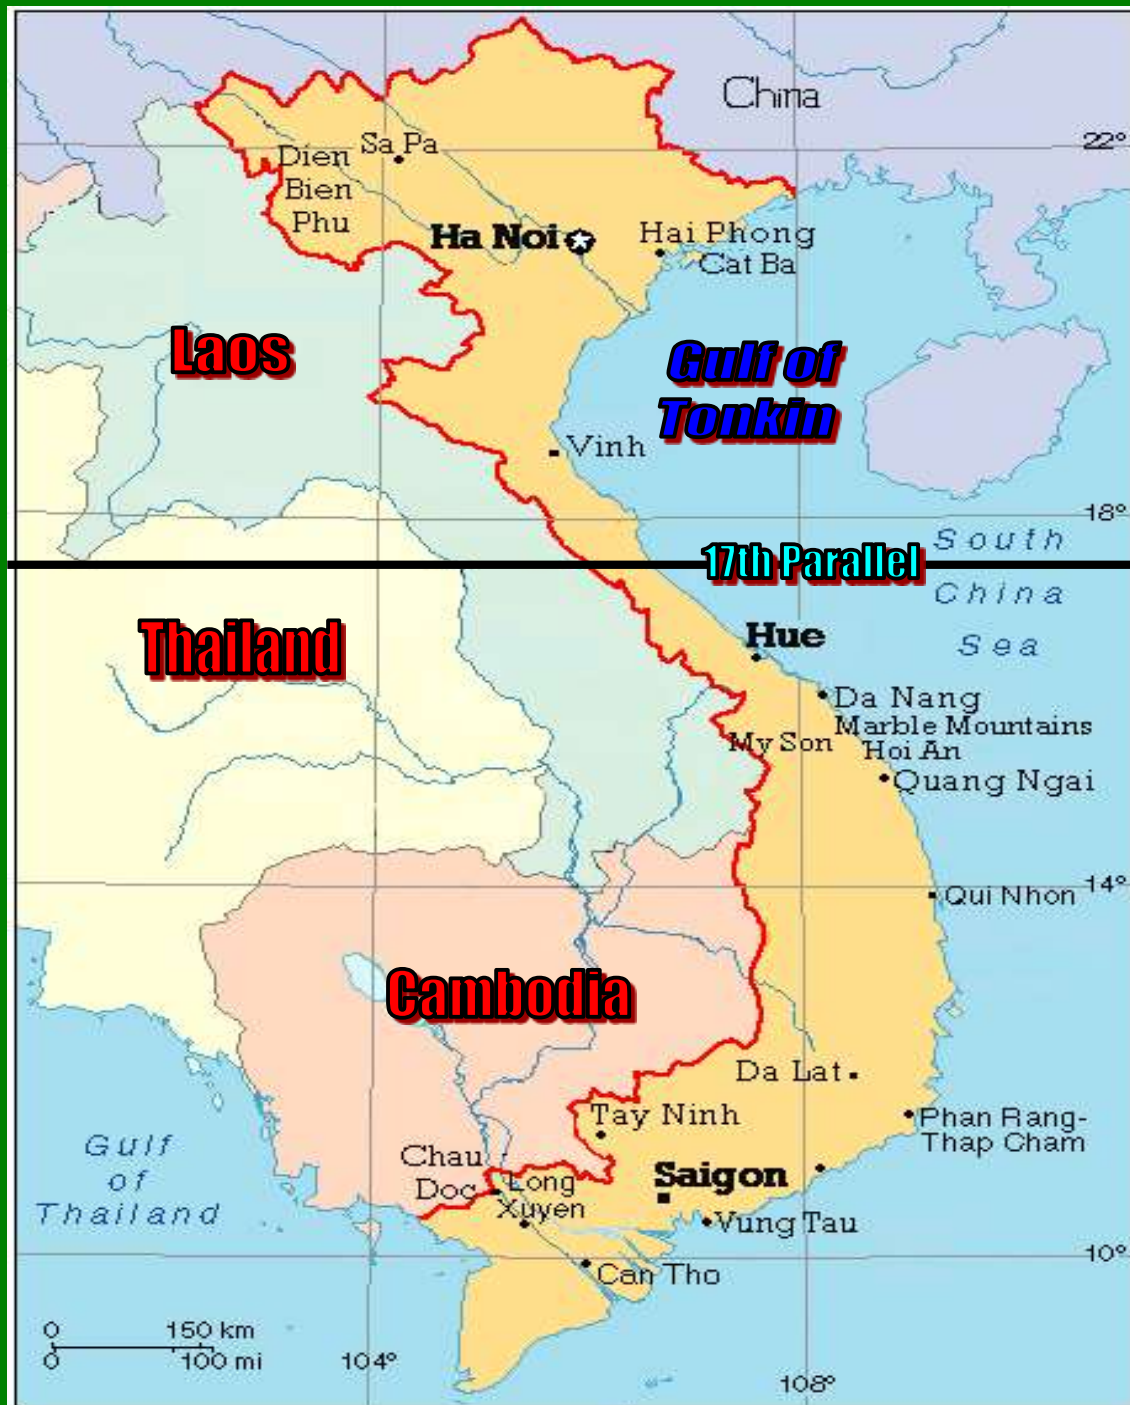 China
22°
Sa Pa
Dien
Bien
Phu
Ha Noi
Hai Phong
Cat Ba
Laos
Gulf of
Tonkin
Vinh
18°
South
17th Parallel
China
Sea
Hue
Thailand
Da Nang
Marble Mountains
My Son
Hoi An
Quang Ngai
14°
Qui Nhon
Cambodia
Da Lat
Tay Ninh
Phan Rang-
Thap Cham
Gulf
of
Thailand
Chau
Doc
Long
Xuyen
Saigon
Vung Tau
10°
Can Tho
0 150 km
0 100 mi
104°
108°